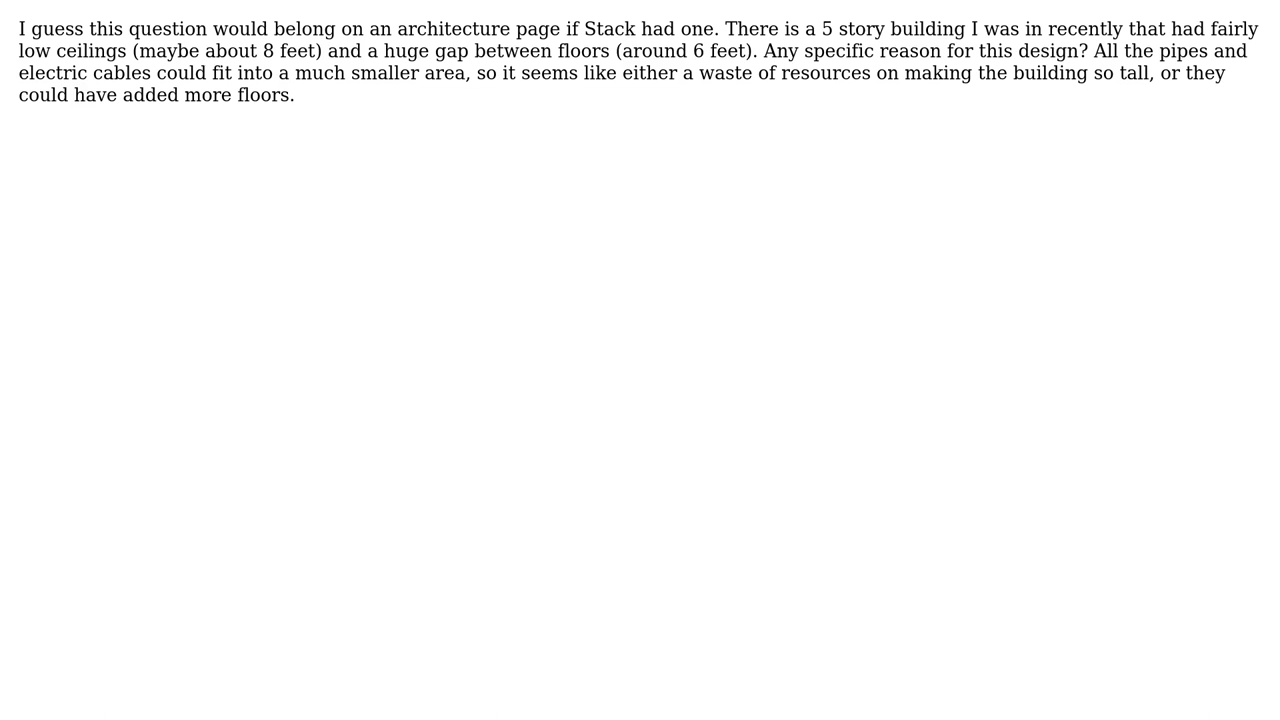 I guess this question would belong on an architecture page if Stack had one. There is a 5 story building I was in recently that had fairly
low ceilings (maybe about 8 feet) and a huge gap between floors (around 6 feet). Any specific reason for this design? All the pipes and
electric cables could fit into a much smaller area, so it seems like either a waste of resources on making the building so tall, or they
could have added more floors.